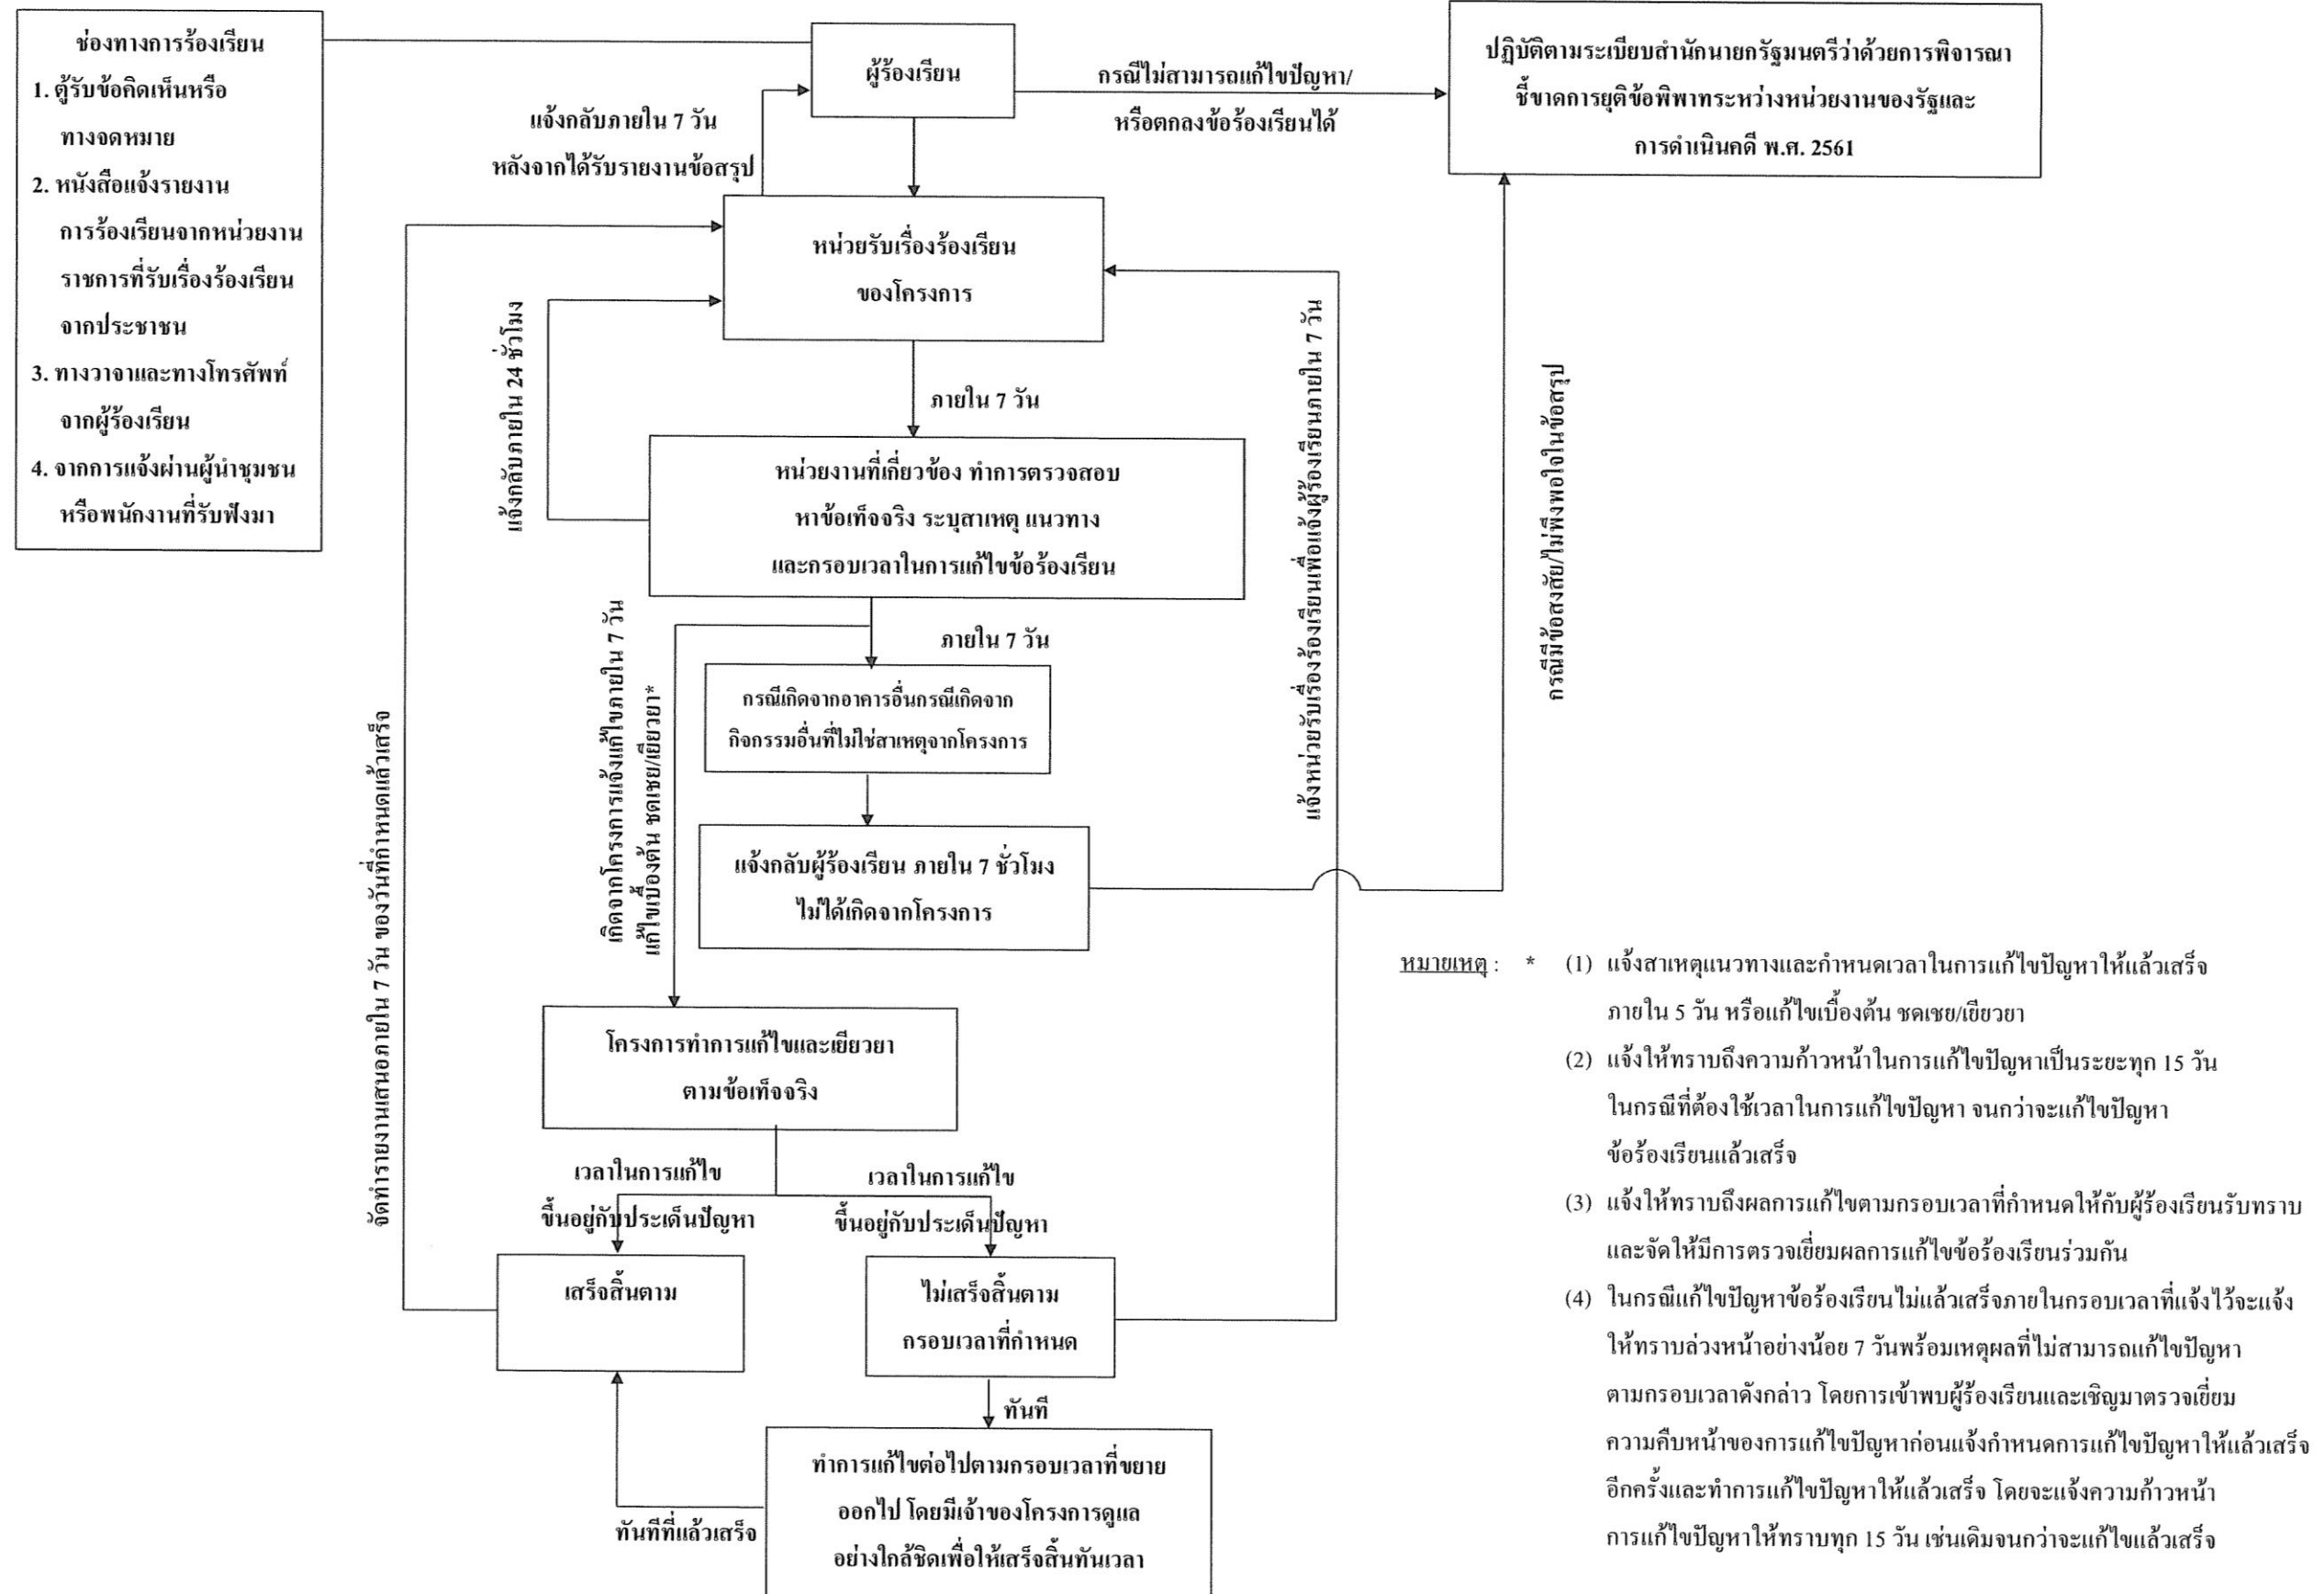 ช่องทางการร้องเรียน
1. ตู้รับข้อคิดเห็นหรือ
ทางจดหมาย
2. หนังสือแจ้งรายงาน
การร้องเรียนจากหน่วยงาน
ราชการที่รับเรื่องร้องเรียน
จากประชาชน
3. ทางวาจาและทางโทรศัพท์
จากผู้ร้องเรียน
4. จากการแจ้งผ่านผู้นำชุมชน
หรือพนักงานที่รับฟังมา
ผู้ร้องเรียน
กรณีไม่สามารถแก้ไขปัญหา/
หรือตกลงข้อร้องเรียนได้
ปฏิบัติตามระเบียบสำนักนายกรัฐมนตรีว่าด้วยการพิจารณา
ชี้ขาดการยุติข้อพิพาทระหว่างหน่วยงานของรัฐและ
การดำเนินคดี พ.ศ. 2561
แจ้งกลับภายใน 7 วัน
หลังจากได้รับรายงานข้อสรุป
หน่วยรับเรื่องร้องเรียน
ของโครงการ
แจ้งกลับภายใน 24 ชั่วโมง
ภายใน 7 วัน
หน่วยงานที่เกี่ยวข้อง ทำการตรวจสอบ
หาข้อเท็จจริง ระบุสาเหตุ แนวทาง
และกรอบเวลาในการแก้ไขข้อร้องเรียน
แจ้งหน่วยรับเรื่องร้องเรียนเพื่อแจ้งผู้ร้องเรียนภายใน 7 วัน
กรณีมีข้อสงสัย/ไม่พึงพอใจในข้อสรุป
ภายใน 7 วัน
เกิดจากโครงการแจ้งแก้ไขภายใน 7 วัน
แก้ไขเบื้องต้น ชดเชย/เยียวยา*
กรณีเกิดจากอาคารอื่นกรณีเกิดจาก
กิจกรรมอื่นที่ไม่ใช่สาเหตุจากโครงการ
แจ้งกลับผู้ร้องเรียน ภายใน 7 ชั่วโมง
ไม่ได้เกิดจากโครงการ
จัดทำรายงานเสนอภายใน 7 วัน ของวันที่กำหนดแล้วเสร็จ
โครงการทำการแก้ไขและเยียวยา
ตามข้อเท็จจริง
เวลาในการแก้ไข
ขึ้นอยู่กับประเด็นปัญหา
เวลาในการแก้ไข
ขึ้นอยู่กับประเด็นปัญหา
เสร็จสิ้นตาม
ไม่เสร็จสิ้นตาม
กรอบเวลาที่กำหนด
ทันที
ทำการแก้ไขต่อไปตามกรอบเวลาที่ขยาย
ออกไป โดยมีเจ้าของโครงการดูแล
อย่างใกล้ชิดเพื่อให้เสร็จสิ้นทันเวลา
ทันทีที่แล้วเสร็จ
หมายเหตุ : * (1) แจ้งสาเหตุแนวทางและกำหนดเวลาในการแก้ไขปัญหาให้แล้วเสร็จ
ภายใน 5 วัน หรือแก้ไขเบื้องต้น ชดเชย/เยียวยา
(2) แจ้งให้ทราบถึงความก้าวหน้าในการแก้ไขปัญหาเป็นระยะทุก 15 วัน
ในกรณีที่ต้องใช้เวลาในการแก้ไขปัญหา จนกว่าจะแก้ไขปัญหา
ข้อร้องเรียนแล้วเสร็จ
(3) แจ้งให้ทราบถึงผลการแก้ไขตามกรอบเวลาที่กำหนดให้กับผู้ร้องเรียนรับทราบ
และจัดให้มีการตรวจเยี่ยมผลการแก้ไขข้อร้องเรียนร่วมกัน
(4) ในกรณีแก้ไขปัญหาข้อร้องเรียนไม่แล้วเสร็จภายในกรอบเวลาที่แจ้งไว้จะแจ้ง
ให้ทราบล่วงหน้าอย่างน้อย 7 วันพร้อมเหตุผลที่ไม่สามารถแก้ไขปัญหา
ตามกรอบเวลาดังกล่าว โดยการเข้าพบผู้ร้องเรียนและเชิญมาตรวจเยี่ยม
ความคืบหน้าของการแก้ไขปัญหาก่อนแจ้งกำหนดการแก้ไขปัญหาให้แล้วเสร็จ
อีกครั้งและทำการแก้ไขปัญหาให้แล้วเสร็จ โดยจะแจ้งความก้าวหน้า
การแก้ไขปัญหาให้ทราบทุก 15 วัน เช่นเดิมจนกว่าจะแก้ไขแล้วเสร็จ